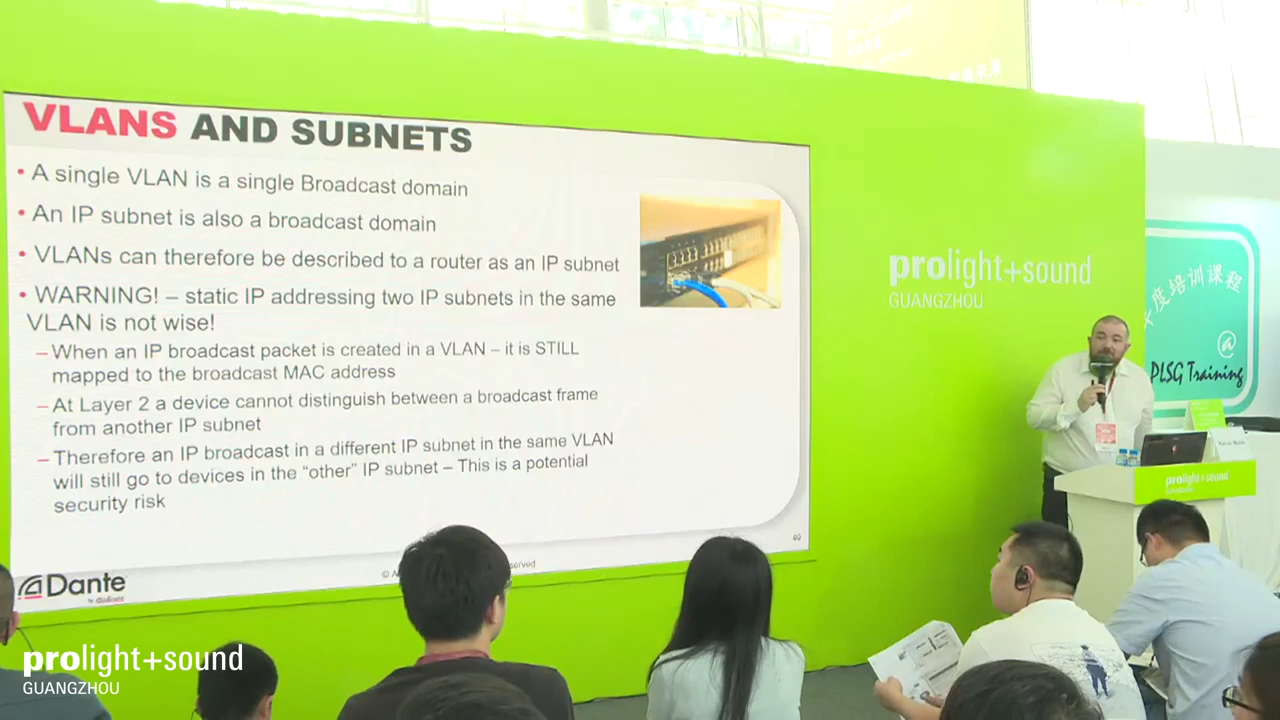 VLANS AND SUBNETS
• A single VLAN is a single Broadcast domain
• An IP subnet is also a broadcast domain
• VLANs can therefore be described to a router as an IP subnet
• WARNING! – static IP addressing two IP subnets in the same
VLAN is not wise!
– When an IP broadcast packet is created in a VLAN – it is STILL
mapped to the broadcast MAC address
– At Layer 2 a device cannot distinguish between a broadcast frame
from another IP subnet
– Therefore an IP broadcast in a different IP subnet in the same VLAN
will still go to devices in the “other” IP subnet – This is a potential
security risk
Dante
prolight+sound
GUANGZHOU
度培训课程
@
PLSG Training
prolight+sound
prolight+sound
GUANGZHOU